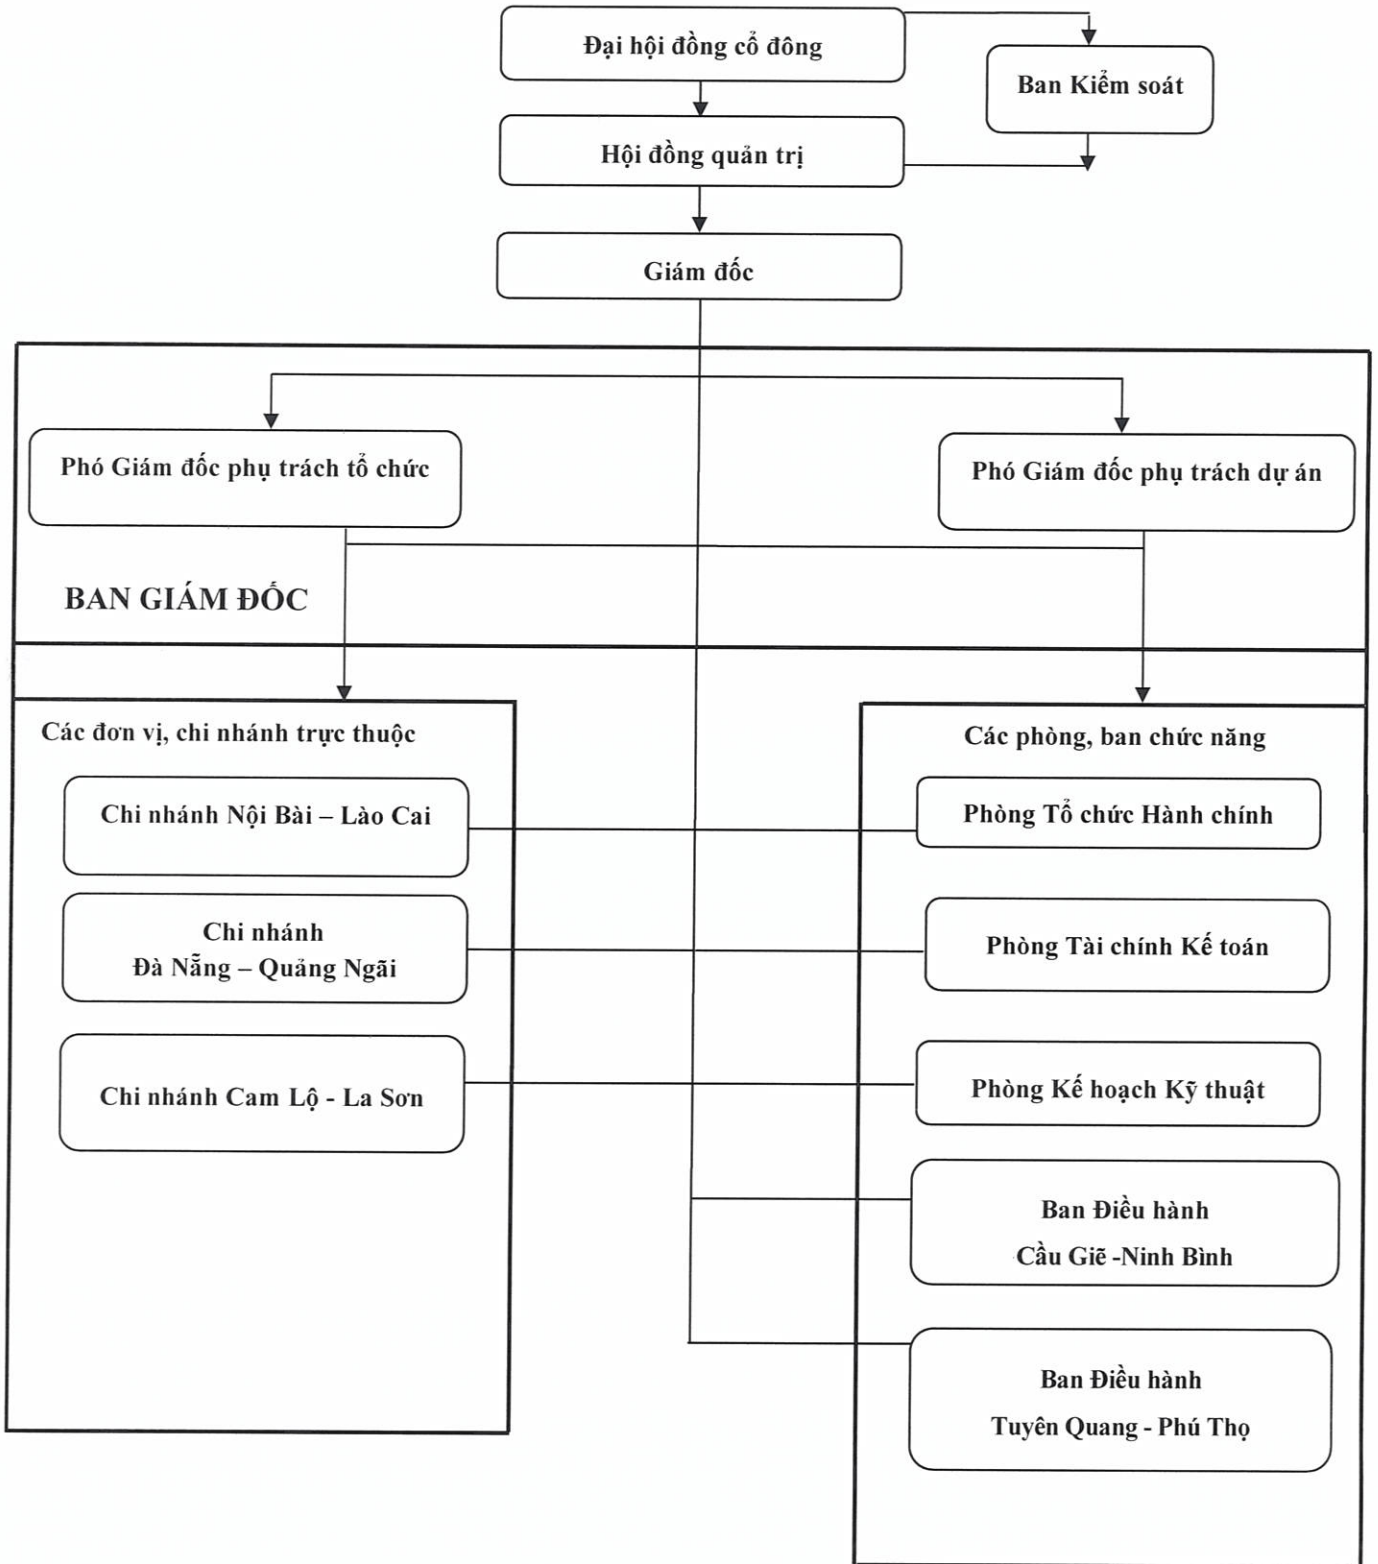 Đại hội đồng cổ đông
Ban Kiểm soát
Hội đồng quản trị
Giám đốc
Phó Giám đốc phụ trách tổ chức
Phó Giám đốc phụ trách dự án
BAN GIÁM ĐỐC
Các đơn vị, chi nhánh trực thuộc
Các phòng, ban chức năng
Chi nhánh Nội Bài – Lào Cai
Phòng Tổ chức Hành chính
Chi nhánh
Đà Nẵng – Quảng Ngãi
Phòng Tài chính Kế toán
Chi nhánh Cam Lộ - La Sơn
Phòng Kế hoạch Kỹ thuật
Ban Điều hành
Cầu Giẽ -Ninh Bình
Ban Điều hành
Tuyên Quang - Phú Thọ